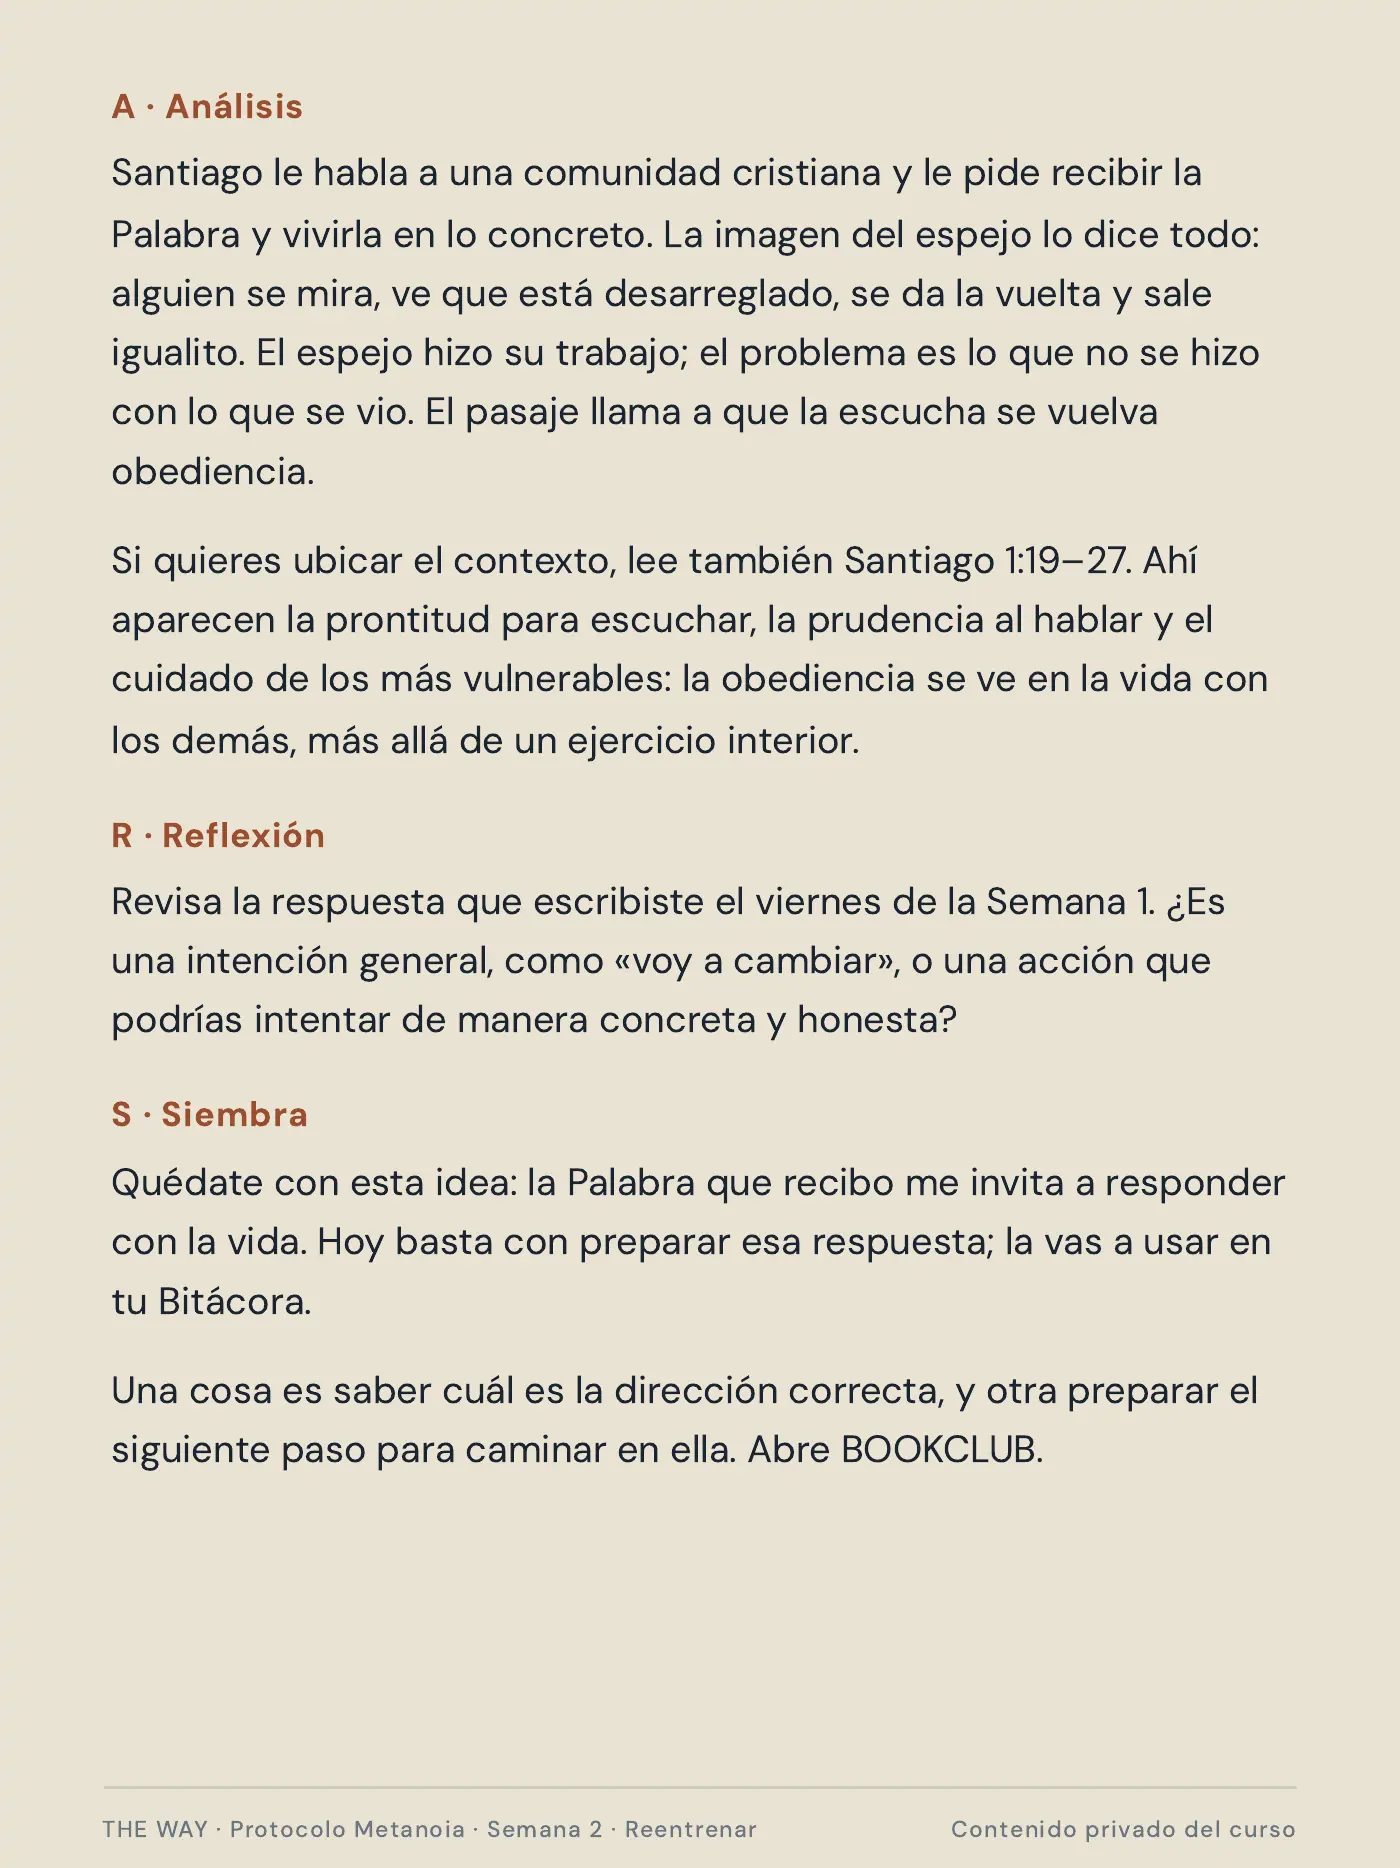 A · Análisis
Santiago le habla a una comunidad cristiana y le pide recibir la
Palabra y vivirla en lo concreto. La imagen del espejo lo dice todo:
alguien se mira, ve que está desarreglado, se da la vuelta y sale
igualito. El espejo hizo su trabajo; el problema es lo que no se hizo
con lo que se vio. El pasaje llama a que la escucha se vuelva
obediencia.
Si quieres ubicar el contexto, lee también Santiago 1:19–27. Ahí
aparecen la prontitud para escuchar, la prudencia al hablar y el
cuidado de los más vulnerables: la obediencia se ve en la vida con
los demás, más allá de un ejercicio interior.
R · Reflexión
Revisa la respuesta que escribiste el viernes de la Semana 1. ¿Es
una intención general, como «voy a cambiar», o una acción que
podrías intentar de manera concreta y honesta?
S · Siembra
Quédate con esta idea: la Palabra que recibo me invita a responder
con la vida. Hoy basta con preparar esa respuesta; la vas a usar en
tu Bitácora.
Una cosa es saber cuál es la dirección correcta, y otra preparar el
siguiente paso para caminar en ella. Abre BOOKCLUB.
THE WAY · Protocolo Metanoia · Semana 2 · Reentrenar
Contenido privado del curso